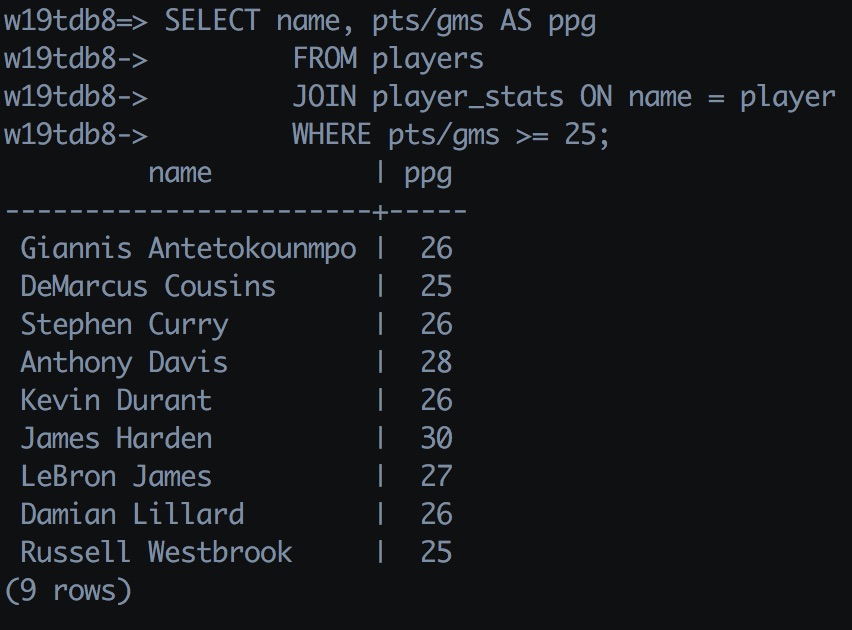 w19tdb8=> SELECT name, pts/gms AS ppg
w19tdb8->         FROM players
w19tdb8->         JOIN player_stats ON name = player
w19tdb8->         WHERE pts/gms >= 25;
         name          | ppg
-----------------------+-----
 Giannis Antetokounmpo |  26
 DeMarcus Cousins      |  25
 Stephen Curry         |  26
 Anthony Davis         |  28
 Kevin Durant          |  26
 James Harden          |  30
 LeBron James          |  27
 Damian Lillard        |  26
 Russell Westbrook     |  25
(9 rows)